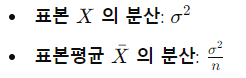 • 표본 X 의 분산: σ²
• 표본평균 X̄ 의 분산: σ²/n